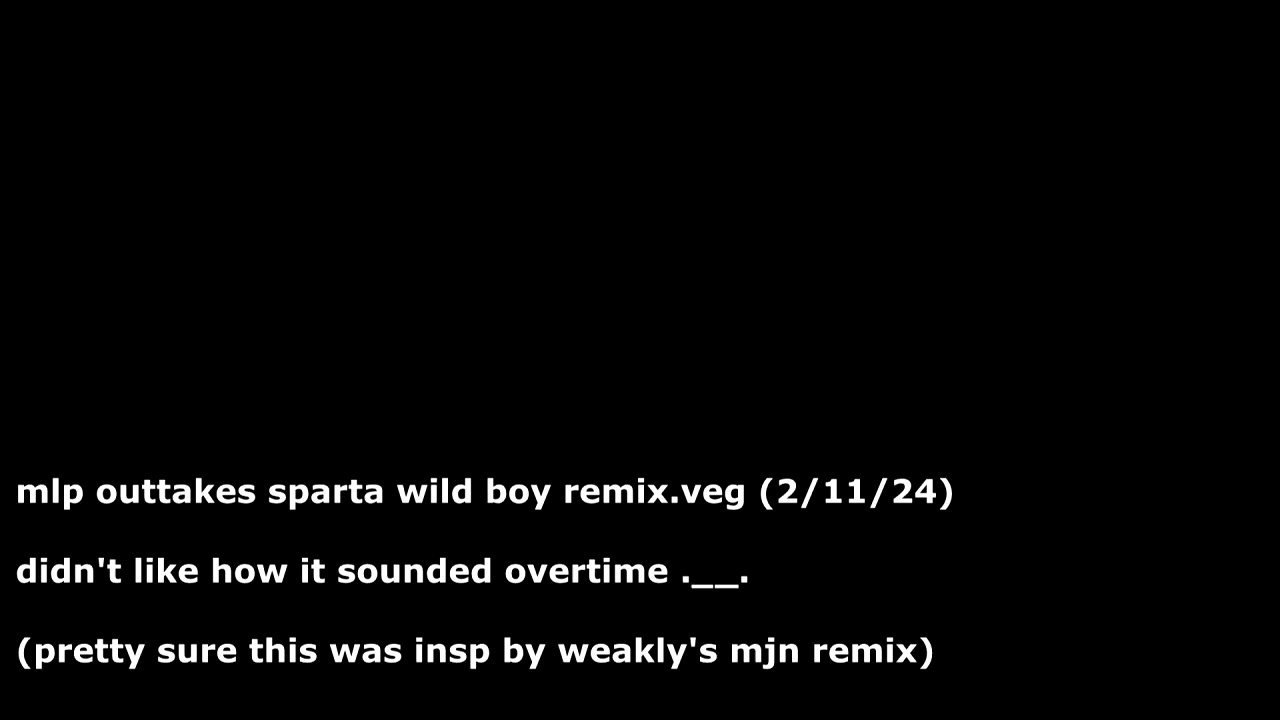 mlp outtakes sparta wild boy remix.veg (2/11/24)
didn't like how it sounded overtime .__.
(pretty sure this was insp by weakly's mjn remix)